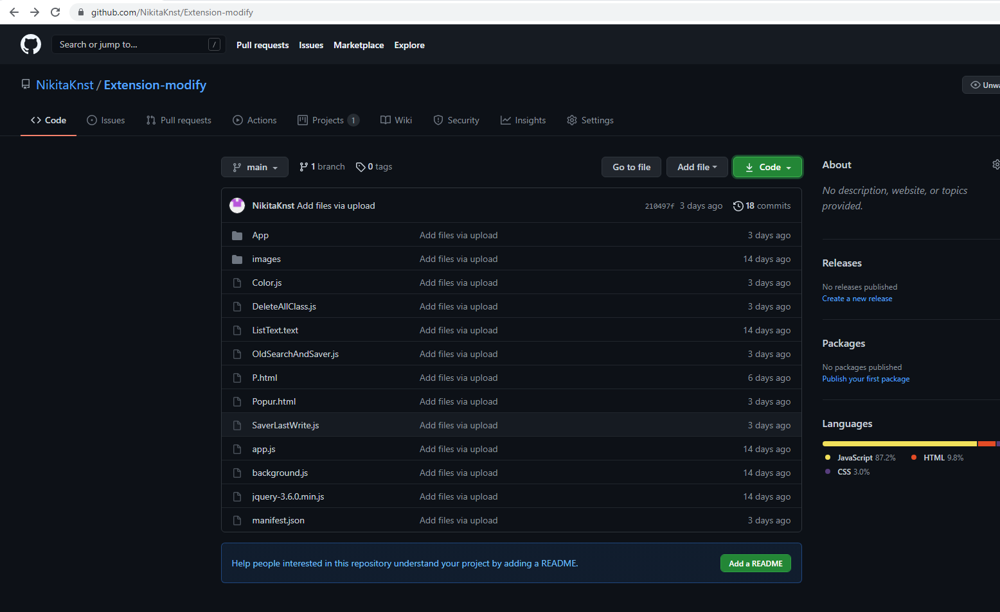 github.com/NikitaKnst/Extension-modify
Search or jump to... / Pull requests Issues Marketplace Explore
NikitaKnst / Extension-modify
Code Issues Pull requests Actions Projects 1 Wiki Security Insights Settings
main 1 branch 0 tags Go to file Add file Code
NikitaKnst Add files via upload 210497f 3 days ago 18 commits
App Add files via upload 3 days ago
images Add files via upload 14 days ago
Color.js Add files via upload 3 days ago
DeleteAllClass.js Add files via upload 3 days ago
ListText.text Add files via upload 14 days ago
OldSearchAndSaver.js Add files via upload 3 days ago
P.html Add files via upload 6 days ago
Popur.html Add files via upload 3 days ago
SaverLastWrite.js Add files via upload 3 days ago
app.js Add files via upload 14 days ago
background.js Add files via upload 14 days ago
jquery-3.6.0.min.js Add files via upload 14 days ago
manifest.json Add files via upload 3 days ago
Help people interested in this repository understand your project by adding a README. Add a README
About
No description, website, or topics
provided.
Releases
No releases published
Create a new release
Packages
No packages published
Publish your first package
Languages
JavaScript 87.2% HTML 9.8%
CSS 3.0%